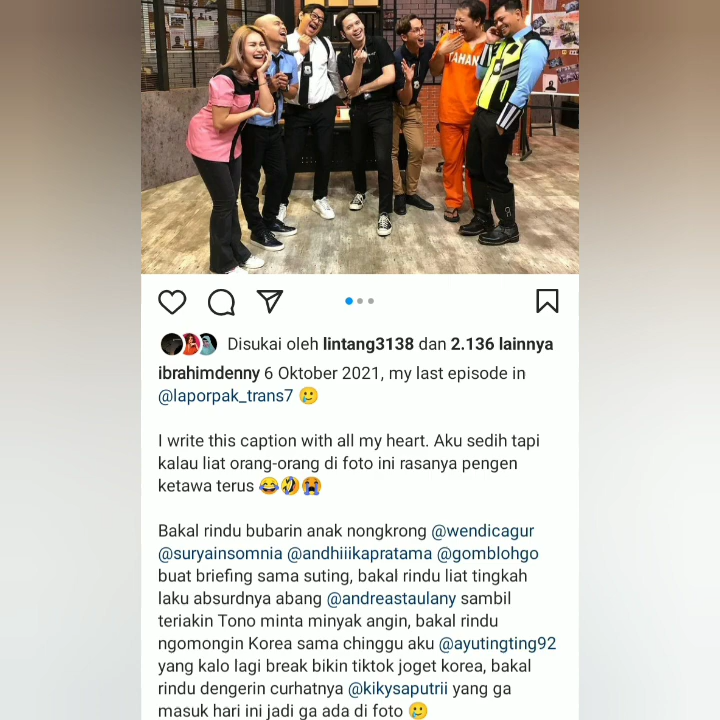 TAHAN
Disukai oleh lintang3138 dan 2.136 lainnya
ibrahimdenny 6 Oktober 2021, my last episode in
@laporpak_trans7 🥲
I write this caption with all my heart. Aku sedih tapi
kalau liat orang-orang di foto ini rasanya pengen
ketawa terus 😂🤣😭
Bakal rindu bubarin anak nongkrong @wendicagur
@suryainsomnia @andhiiikapratama @gomblohgo
buat briefing sama suting, bakal rindu liat tingkah
laku absurdnya abang @andreastaulany sambil
teriakin Tono minta minyak angin, bakal rindu
ngomongin Korea sama chinggu aku @ayutingting92
yang kalo lagi break bikin tiktok joget korea, bakal
rindu dengerin curhatnya @kikysaputrii yang ga
masuk hari ini jadi ga ada di foto 🥲